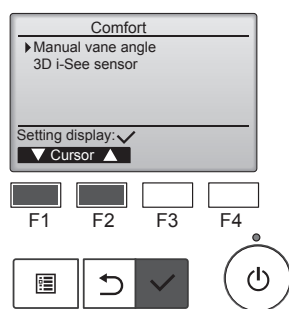 Comfort
Manual vane angle
3D i-See sensor
Setting display:
Cursor
F1 F2 F3 F4